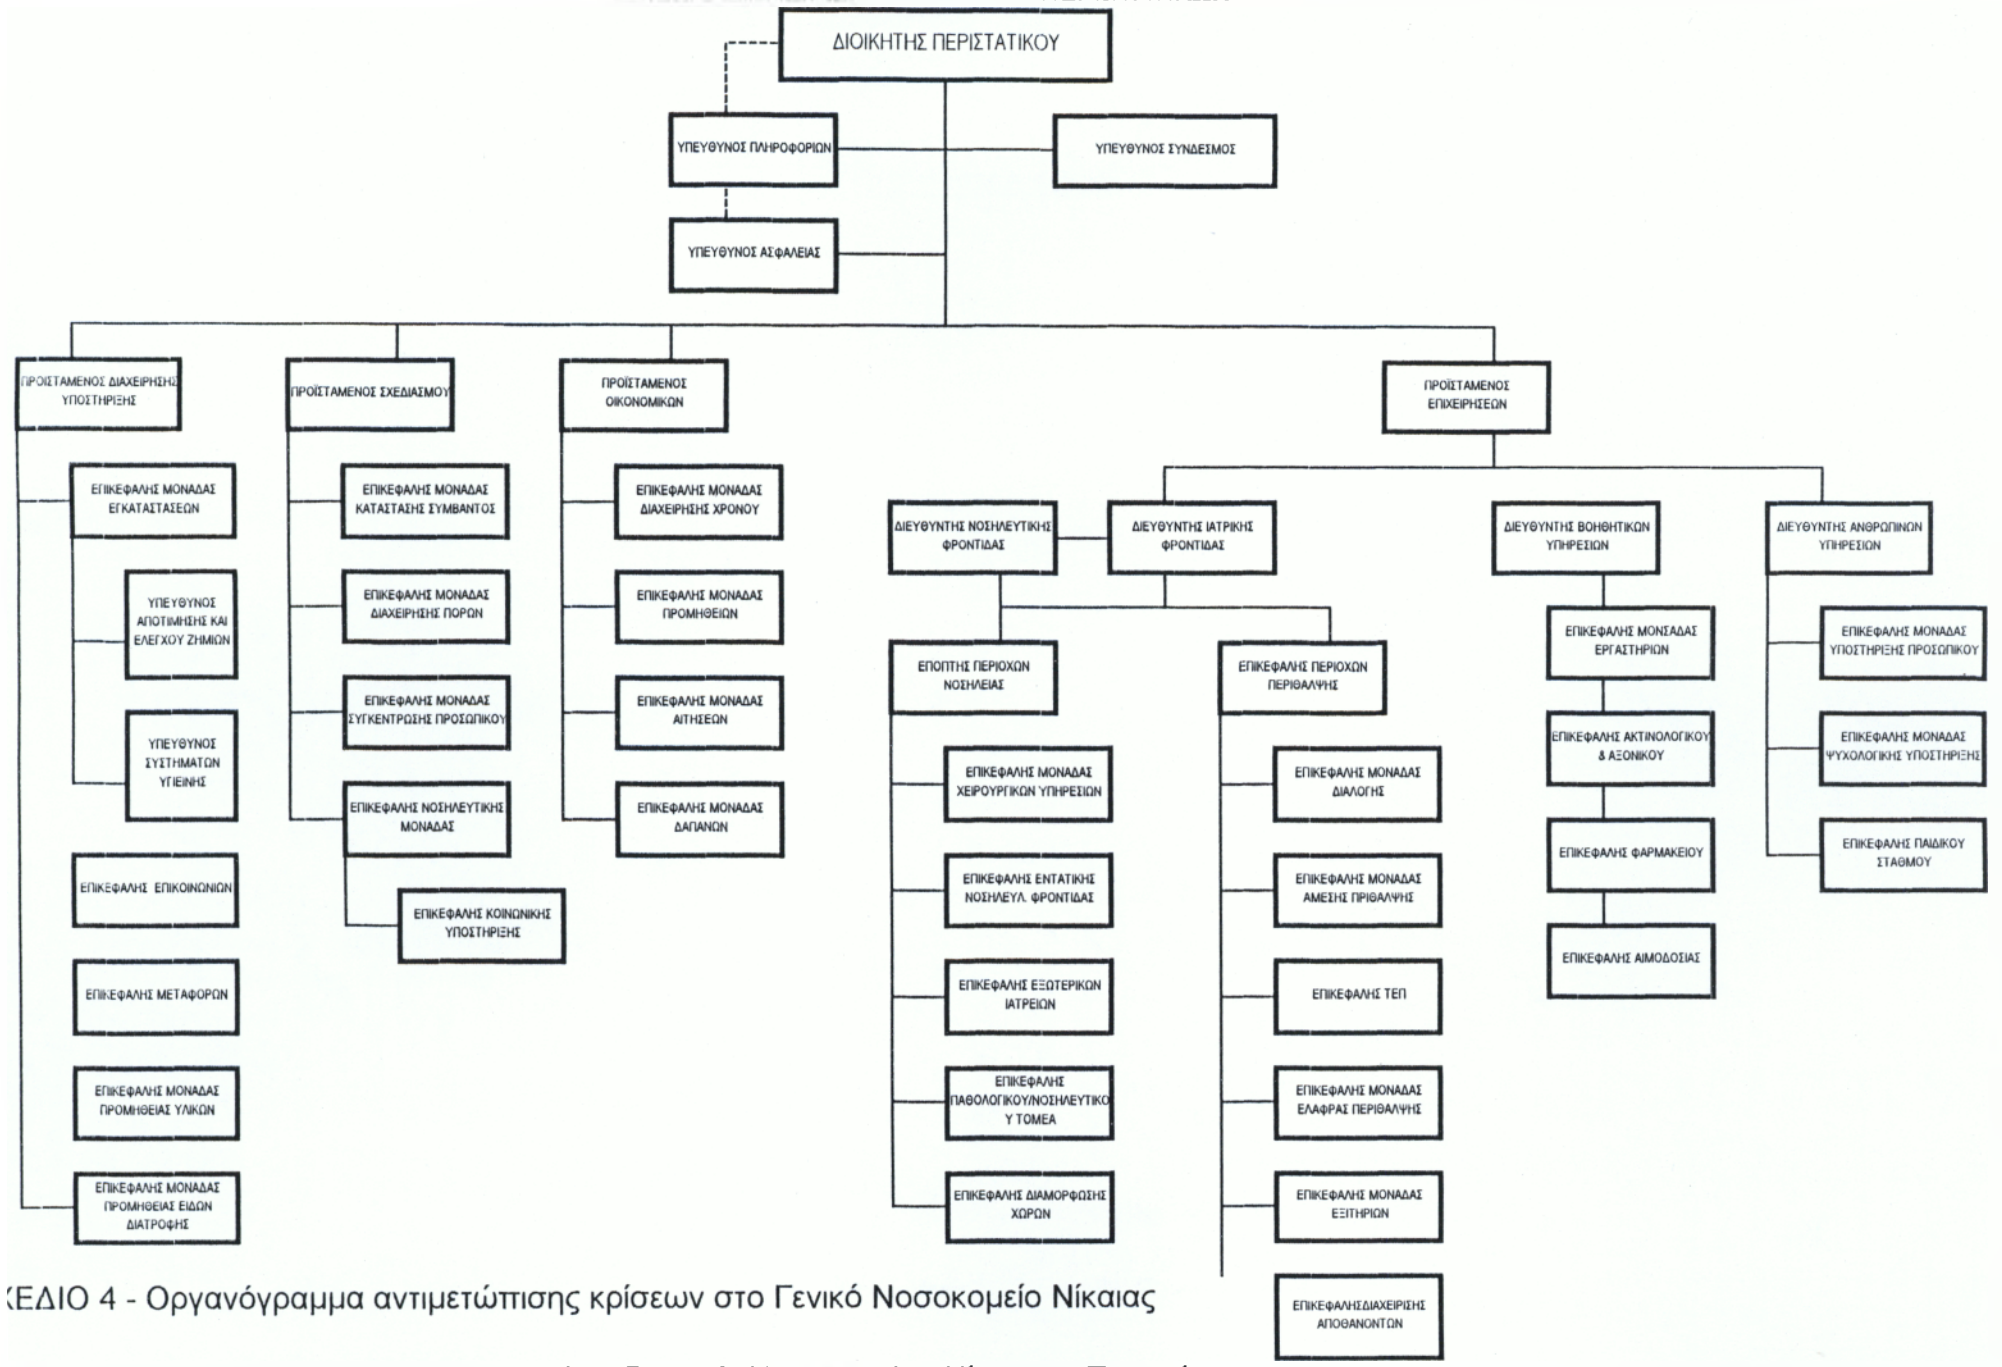 ΔΙΟΙΚΗΤΗΣ ΠΕΡΙΣΤΑΤΙΚΟΥ
ΥΠΕΥΘΥΝΟΣ ΠΛΗΡΟΦΟΡΙΩΝ
ΥΠΕΥΘΥΝΟΣ ΣΥΝΔΕΣΜΟΣ
ΥΠΕΥΘΥΝΟΣ ΑΣΦΑΛΕΙΑΣ
ΠΡΟΙΣΤΑΜΕΝΟΣ ΔΙΑΧΕΙΡΗΣΗΣ
ΥΠΟΣΤΗΡΙΞΗΣ
ΠΡΟΪΣΤΑΜΕΝΟΣ ΣΧΕΔΙΑΣΜΟΥ
ΠΡΟΪΣΤΑΜΕΝΟΣ
ΟΙΚΟΝΟΜΙΚΩΝ
ΠΡΟΪΣΤΑΜΕΝΟΣ
ΕΠΙΧΕΙΡΗΣΕΩΝ
ΕΠΙΚΕΦΑΛΗΣ ΜΟΝΑΔΑΣ
ΕΓΚΑΤΑΣΤΑΣΕΩΝ
ΥΠΕΥΘΥΝΟΣ
ΑΠΟΤΙΜΗΣΗΣ ΚΑΙ
ΕΛΕΓΧΟΥ ΖΗΜΙΩΝ
ΥΠΕΥΘΥΝΟΣ
ΣΥΣΤΗΜΑΤΩΝ
ΥΓΙΕΙΝΗΣ
ΕΠΙΚΕΦΑΛΗΣ ΕΠΙΚΟΙΝΩΝΙΩΝ
ΕΠΙΚΕΦΑΛΗΣ ΜΕΤΑΦΟΡΩΝ
ΕΠΙΚΕΦΑΛΗΣ ΜΟΝΑΔΑΣ
ΠΡΟΜΗΘΕΙΑΣ ΥΛΙΚΩΝ
ΕΠΙΚΕΦΑΛΗΣ ΜΟΝΑΔΑΣ
ΠΡΟΜΗΘΕΙΑΣ ΕΙΔΩΝ
ΔΙΑΤΡΟΦΗΣ
ΕΠΙΚΕΦΑΛΗΣ ΜΟΝΑΔΑΣ
ΚΑΤΑΣΤΑΣΗΣ ΣΥΜΒΑΝΤΟΣ
ΕΠΙΚΕΦΑΛΗΣ ΜΟΝΑΔΑΣ
ΔΙΑΧΕΙΡΗΣΗΣ ΠΟΡΩΝ
ΕΠΙΚΕΦΑΛΗΣ ΜΟΝΑΔΑΣ
ΣΥΓΚΕΝΤΡΩΣΗΣ ΠΡΟΣΩΠΙΚΟΥ
ΕΠΙΚΕΦΑΛΗΣ ΝΟΣΗΛΕΥΤΙΚΗΣ
ΜΟΝΑΔΑΣ
ΕΠΙΚΕΦΑΛΗΣ ΚΟΙΝΩΝΙΚΗΣ
ΥΠΟΣΤΗΡΙΞΗΣ
ΕΠΙΚΕΦΑΛΗΣ ΜΟΝΑΔΑΣ
ΔΙΑΧΕΙΡΗΣΗΣ ΧΡΟΝΟΥ
ΕΠΙΚΕΦΑΛΗΣ ΜΟΝΑΔΑΣ
ΠΡΟΜΗΘΕΙΩΝ
ΕΠΙΚΕΦΑΛΗΣ ΜΟΝΑΔΑΣ
ΑΙΤΗΣΕΩΝ
ΕΠΙΚΕΦΑΛΗΣ ΜΟΝΑΔΑΣ
ΔΑΠΑΝΩΝ
ΔΙΕΥΘΥΝΤΗΣ ΝΟΣΗΛΕΥΤΙΚΗΣ
ΦΡΟΝΤΙΔΑΣ
ΔΙΕΥΘΥΝΤΗΣ ΙΑΤΡΙΚΗΣ
ΦΡΟΝΤΙΔΑΣ
ΔΙΕΥΘΥΝΤΗΣ ΒΟΗΘΗΤΙΚΩΝ
ΥΠΗΡΕΣΙΩΝ
ΔΙΕΥΘΥΝΤΗΣ ΑΝΘΡΩΠΙΝΩΝ
ΥΠΗΡΕΣΙΩΝ
ΕΠΟΠΤΗΣ ΠΕΡΙΟΧΩΝ
ΝΟΣΗΛΕΙΑΣ
ΕΠΙΚΕΦΑΛΗΣ ΜΟΝΑΔΑΣ
ΧΕΙΡΟΥΡΓΙΚΩΝ ΥΠΗΡΕΣΙΩΝ
ΕΠΙΚΕΦΑΛΗΣ ΕΝΤΑΤΙΚΗΣ
ΝΟΣΗΛΕΥΛ. ΦΡΟΝΤΙΔΑΣ
ΕΠΙΚΕΦΑΛΗΣ ΕΞΩΤΕΡΙΚΩΝ
ΙΑΤΡΕΙΩΝ
ΕΠΙΚΕΦΑΛΗΣ
ΠΑΘΟΛΟΓΙΚΟΥ/ΝΟΣΗΛΕΥΤΙΚΟ
Υ ΤΟΜΕΑ
ΕΠΙΚΕΦΑΛΗΣ ΔΙΑΜΟΡΦΩΣΗΣ
ΧΩΡΩΝ
ΕΠΙΚΕΦΑΛΗΣ ΠΕΡΙΟΧΩΝ
ΠΕΡΙΘΑΛΨΗΣ
ΕΠΙΚΕΦΑΛΗΣ ΜΟΝΑΔΑΣ
ΔΙΑΛΟΓΗΣ
ΕΠΙΚΕΦΑΛΗΣ ΜΟΝΑΔΑΣ
ΑΜΕΣΗΣ ΠΡΙΘΑΛΨΗΣ
ΕΠΙΚΕΦΑΛΗΣ ΤΕΠ
ΕΠΙΚΕΦΑΛΗΣ ΜΟΝΑΔΑΣ
ΕΛΑΦΡΑΣ ΠΕΡΙΘΑΛΨΗΣ
ΕΠΙΚΕΦΑΛΗΣ ΜΟΝΑΔΑΣ
ΕΞΙΤΗΡΙΩΝ
ΕΠΙΚΕΦΑΛΗΣΔΙΑΧΕΙΡΙΣΗΣ
ΑΠΟΘΑΝΟΝΤΩΝ
ΕΠΙΚΕΦΑΛΗΣ ΜΟΝΣΑΔΑΣ
ΕΡΓΑΣΤΗΡΙΩΝ
ΕΠΙΚΕΦΑΛΗΣ ΑΚΤΙΝΟΛΟΓΙΚΟΥ
& ΑΞΟΝΙΚΟΥ
ΕΠΙΚΕΦΑΛΗΣ ΦΑΡΜΑΚΕΙΟΥ
ΕΠΙΚΕΦΑΛΗΣ ΑΙΜΟΔΟΣΙΑΣ
ΕΠΙΚΕΦΑΛΗΣ ΜΟΝΑΔΑΣ
ΥΠΟΣΤΗΡΙΞΗΣ ΠΡΟΣΩΠΙΚΟΥ
ΕΠΙΚΕΦΑΛΗΣ ΜΟΝΑΔΑΣ
ΨΥΧΟΛΟΓΙΚΗΣ ΥΠΟΣΤΗΡΙΞΗΣ
ΕΠΙΚΕΦΑΛΗΣ ΠΑΙΔΙΚΟΥ
ΣΤΑΘΜΟΥ
ΧΕΔΙΟ 4 - Οργανόγραμμα αντιμετώπισης κρίσεων στο Γενικό Νοσοκομείο Νίκαιας